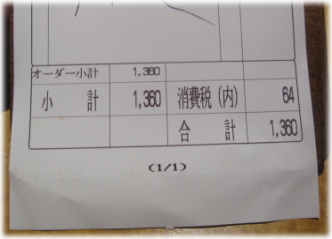 オーダー小計 1,360
小計 1,360 消費税(内) 64
合計 1,360
(1/1)